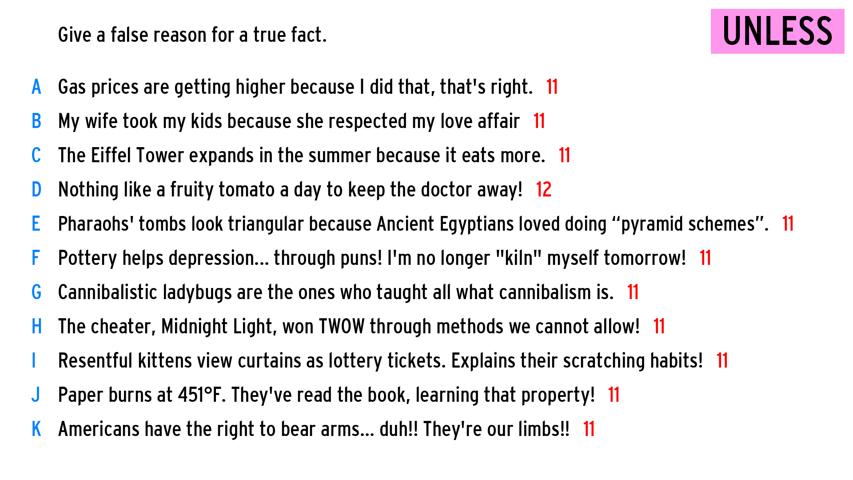 Give a false reason for a true fact.
UNLESS
A Gas prices are getting higher because I did that, that's right. 11
B My wife took my kids because she respected my love affair 11
C The Eiffel Tower expands in the summer because it eats more. 11
D Nothing like a fruity tomato a day to keep the doctor away! 12
E Pharaohs' tombs look triangular because Ancient Egyptians loved doing “pyramid schemes”. 11
F Pottery helps depression... through puns! I'm no longer "kiln" myself tomorrow! 11
G Cannibalistic ladybugs are the ones who taught all what cannibalism is. 11
H The cheater, Midnight Light, won TWOW through methods we cannot allow! 11
I Resentful kittens view curtains as lottery tickets. Explains their scratching habits! 11
J Paper burns at 451°F. They've read the book, learning that property! 11
K Americans have the right to bear arms... duh!! They're our limbs!! 11